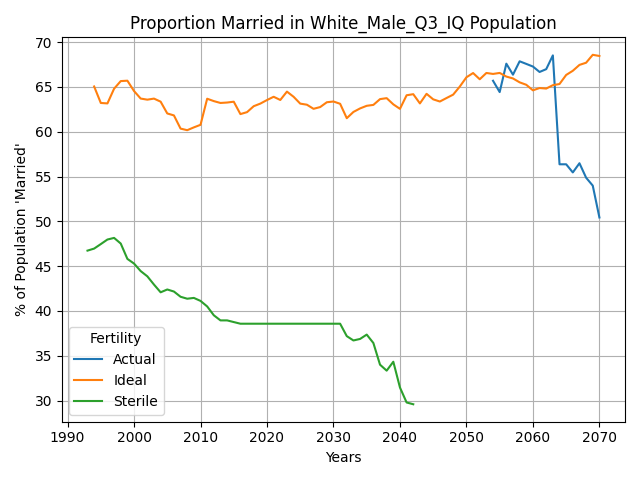 Proportion Married in White_Male_Q3_IQ Population
% of Population 'Married'
70
65
60
55
50
45
40
35
30
Fertility
Actual
Ideal
Sterile
1990 2000 2010 2020 2030 2040 2050 2060 2070
Years